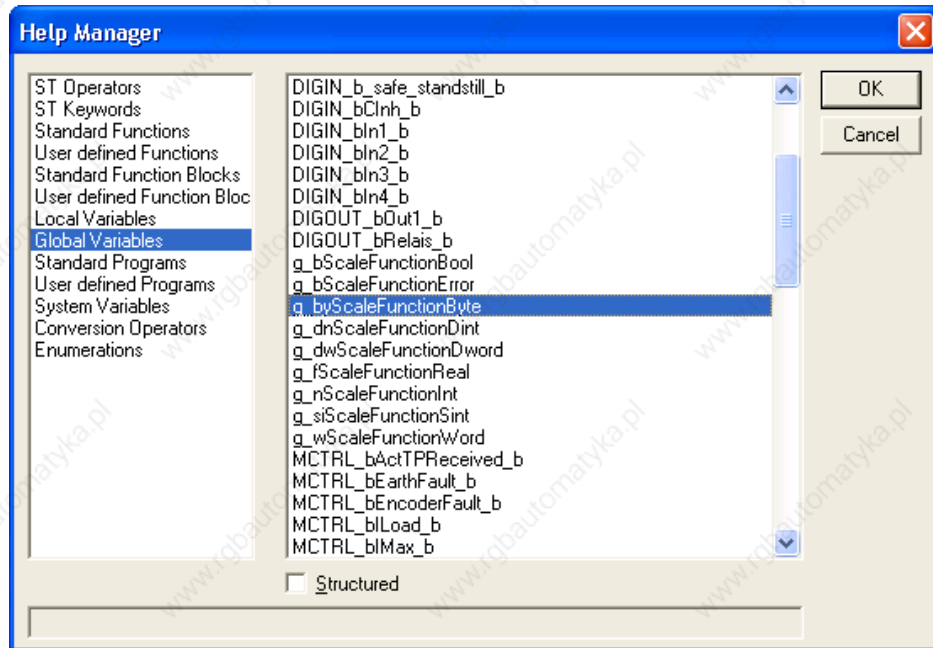 Help Manager
ST Operators
ST Keywords
Standard Functions
User defined Functions
Standard Function Blocks
User defined Function Bloc
Local Variables
Global Variables
Standard Programs
User defined Programs
System Variables
Conversion Operators
Enumerations
DIGIN_b_safe_standstill_b
DIGIN_bCInh_b
DIGIN_bIn1_b
DIGIN_bIn2_b
DIGIN_bIn3_b
DIGIN_bIn4_b
DIGOUT_bOut1_b
DIGOUT_bRelais_b
g_bScaleFunctionBool
g_bScaleFunctionError
g_byScaleFunctionByte
g_dnScaleFunctionDint
g_dwScaleFunctionDword
g_fScaleFunctionReal
g_nScaleFunctionInt
g_siScaleFunctionSint
g_wScaleFunctionWord
MCTRL_bActTPReceived_b
MCTRL_bEarthFault_b
MCTRL_bEncoderFault_b
MCTRL_bILoad_b
MCTRL_bIMax_b
OK
Cancel
Structured
www.rgbautomatyka.pl